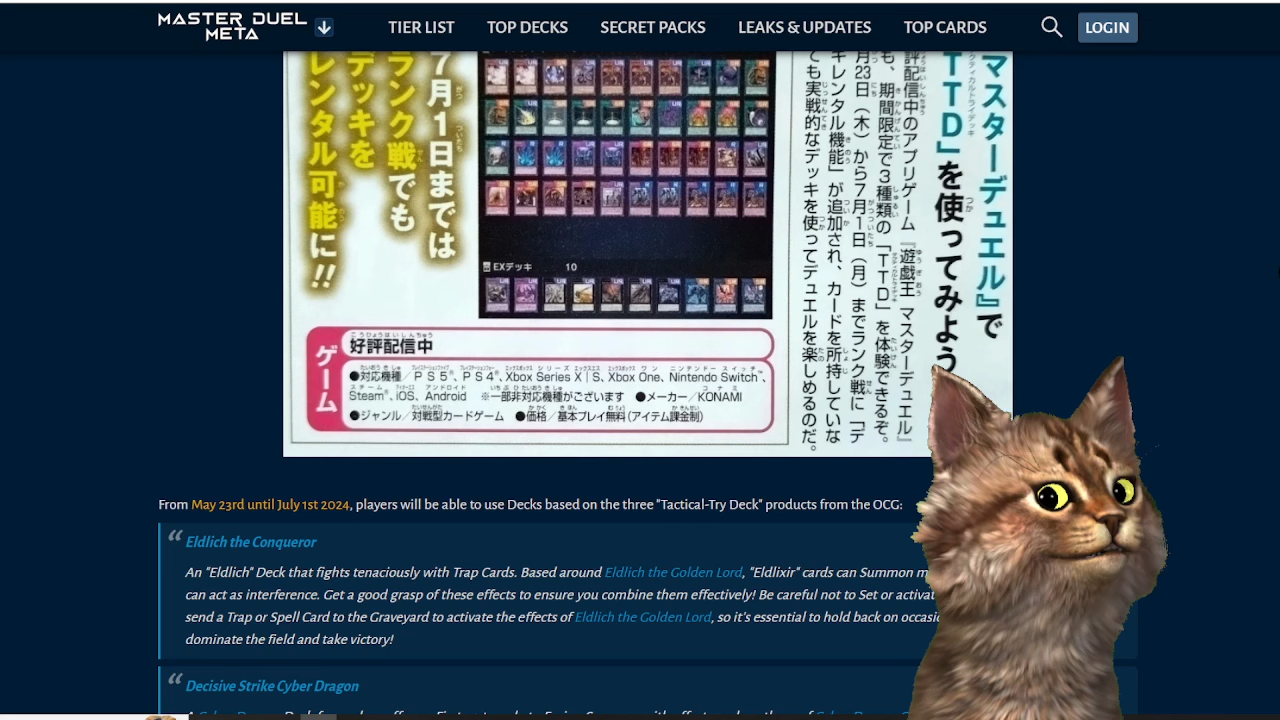 MASTER DUEL
META
TIER LIST
TOP DECKS
SECRET PACKS
LEAKS & UPDATES
TOP CARDS
LOGIN
マスターデュエル』で
TTD」を使ってみよう
評配信中のアプリゲーム『遊戯王 マスターデュエル』
も、期間限定で3種類の「TTD」を体験できるぞ。
月23日(木)から7月1日(月)までランク戦に「デ
キレンタル機能」が追加され、カードを所持していな
ても実戦的なデッキを使ってデュエルを楽しめるのだ。
7月1日までは
ランク戦でも
デッキを
レンタル可能に!!
EXデッキ 10
ゲーム
好評配信中
●対応機種/PS5®、PS4®、Xbox Series X|S、Xbox One、Nintendo Switch™、
Steam®、iOS、Android ※一部非対応機種がございます ●メーカー/KONAMI
●ジャンル/対戦型カードゲーム ●価格/基本プレイ無料(アイテム課金制)
From May 23rd until July 1st 2024, players will be able to use Decks based on the three "Tactical-Try Deck" products from the OCG:
“ Eldlich the Conqueror
An "Eldlich" Deck that fights tenaciously with Trap Cards. Based around Eldlich the Golden Lord, "Eldlixir" cards can Summon
can act as interference. Get a good grasp of these effects to ensure you combine them effectively! Be careful not to Set or
send a Trap or Spell Card to the Graveyard to activate the effects of Eldlich the Golden Lord, so it's essential to hold back on
dominate the field and take victory!
“ Decisive Strike Cyber Dragon